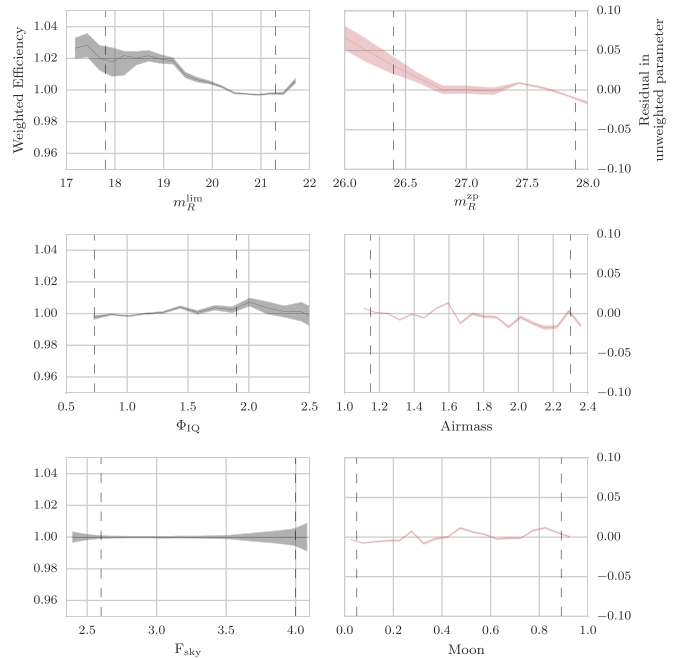 1.04
1.02
1.00
0.98
0.96
Weighted Efficiency
17 18 19 20 21 22
m_R^lim
0.10
0.05
0.00
−0.05
−0.10
Residual in
unweighted parameter
26.0 26.5 27.0 27.5 28.0
m_R^zp
1.04
1.02
1.00
0.98
0.96
0.5 1.0 1.5 2.0 2.5
Φ_IQ
0.10
0.05
0.00
−0.05
−0.10
1.0 1.2 1.4 1.6 1.8 2.0 2.2 2.4
Airmass
1.04
1.02
1.00
0.98
0.96
2.5 3.0 3.5 4.0
F_sky
0.10
0.05
0.00
−0.05
−0.10
0.0 0.2 0.4 0.6 0.8 1.0
Moon